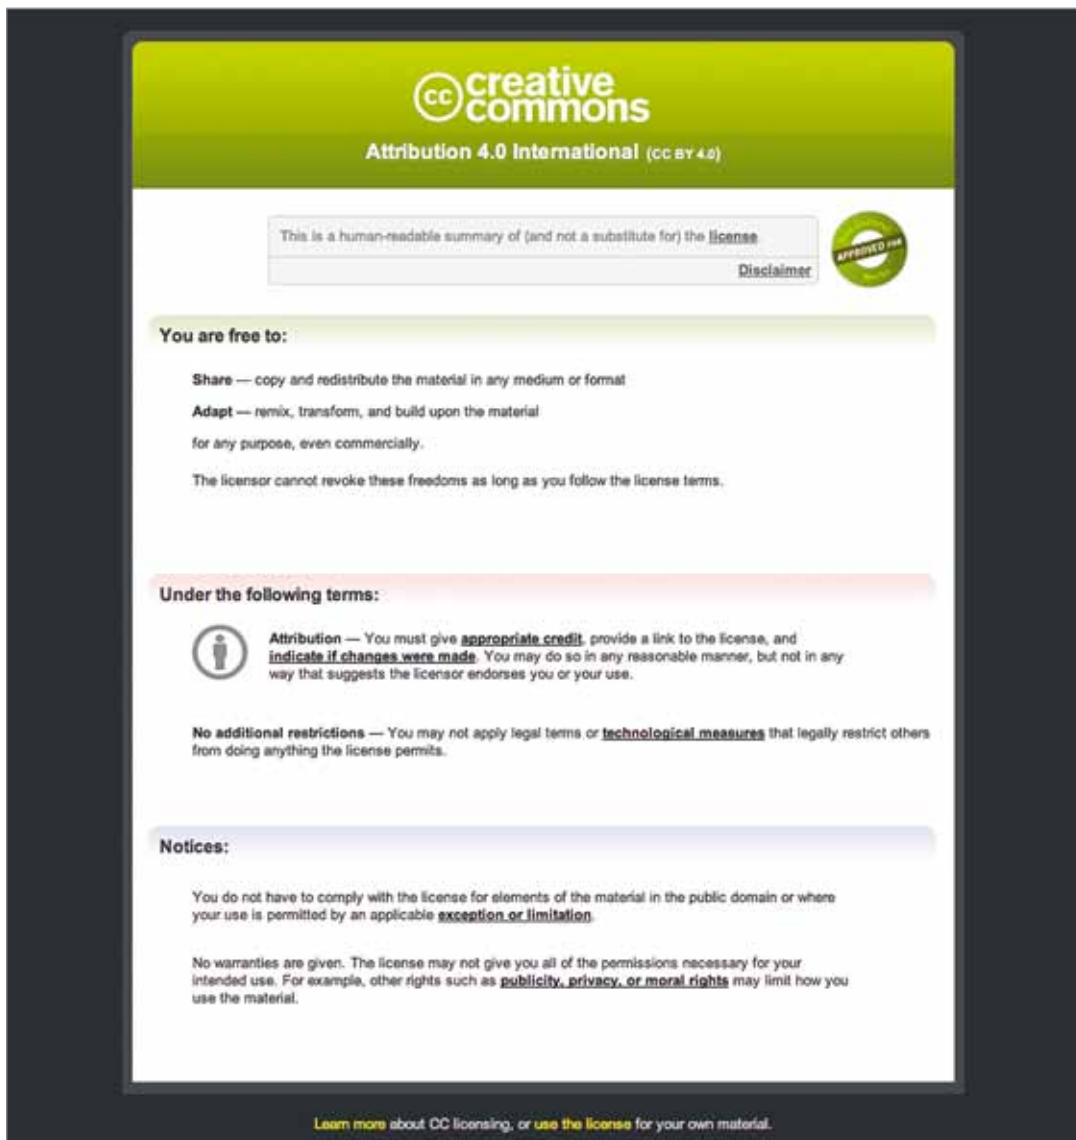 cc creative
commons
Attribution 4.0 International (CC BY 4.0)
This is a human-readable summary of (and not a substitute for) the license.
Disclaimer
APPROVED FOR
You are free to:
Share — copy and redistribute the material in any medium or format
Adapt — remix, transform, and build upon the material
for any purpose, even commercially.
The licensor cannot revoke these freedoms as long as you follow the license terms.
Under the following terms:
Attribution — You must give appropriate credit, provide a link to the license, and
indicate if changes were made. You may do so in any reasonable manner, but not in any
way that suggests the licensor endorses you or your use.
No additional restrictions — You may not apply legal terms or technological measures that legally restrict others
from doing anything the license permits.
Notices:
You do not have to comply with the license for elements of the material in the public domain or where
your use is permitted by an applicable exception or limitation.
No warranties are given. The license may not give you all of the permissions necessary for your
intended use. For example, other rights such as publicity, privacy, or moral rights may limit how you
use the material.
Learn more about CC licensing, or use the license for your own material.